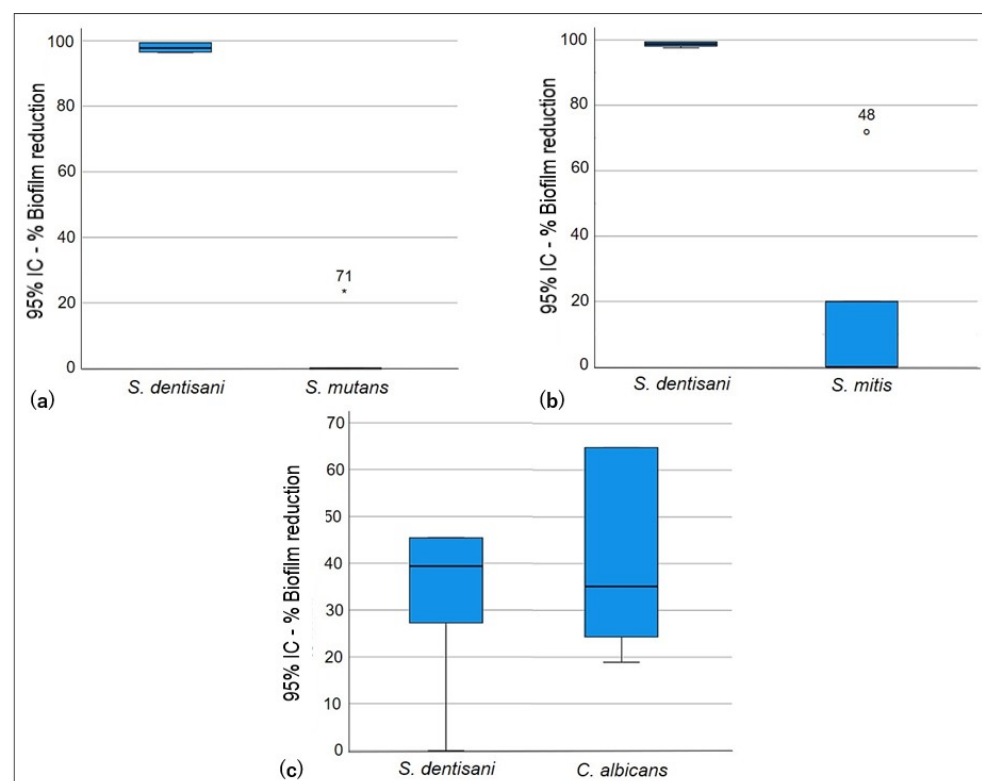 95% IC - % Biofilm reduction
100
80
60
40
20
0
71
*
S. dentisani
S. mutans
(a)
95% IC - % Biofilm reduction
100
80
60
40
20
0
48
S. dentisani
S. mitis
(b)
95% IC - % Biofilm reduction
70
60
50
40
30
20
10
0
S. dentisani
C. albicans
(c)